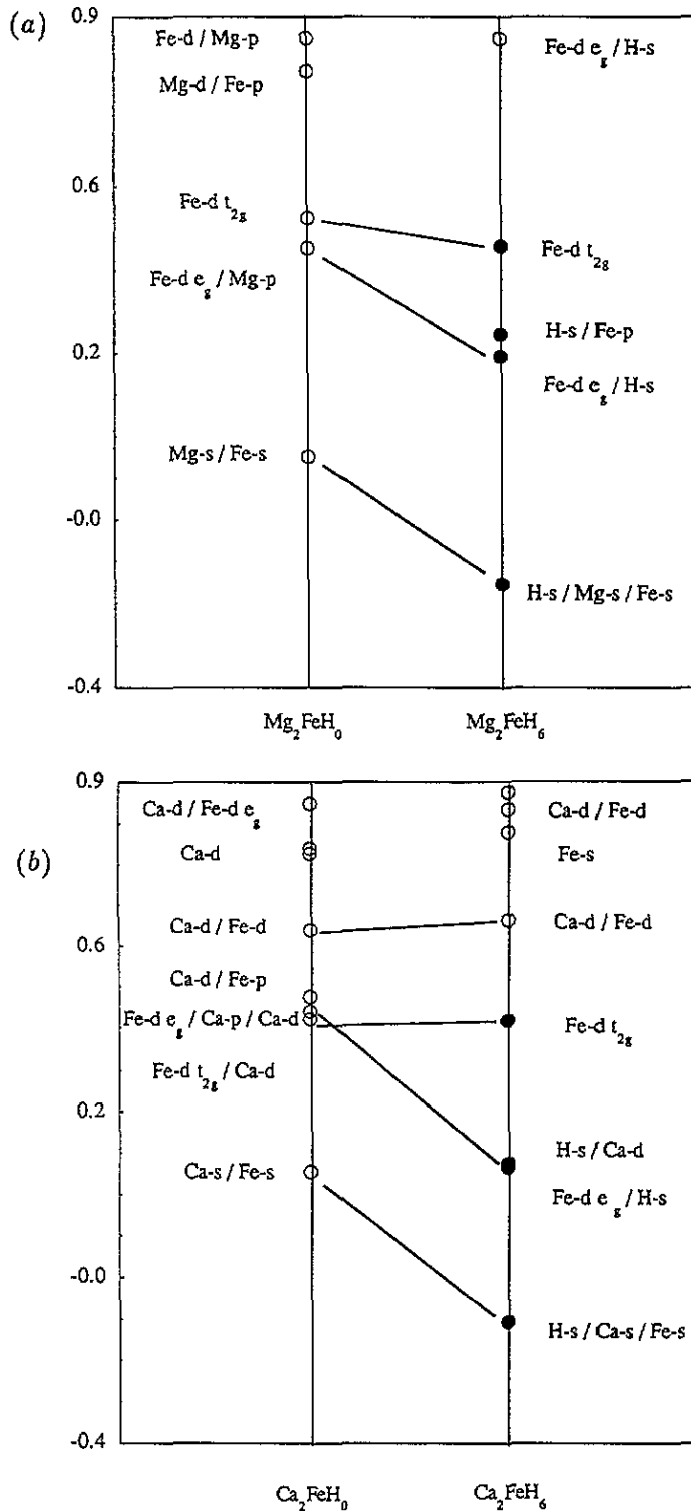 (a)
0.9
Fe-d / Mg-p
Fe-d e_g / H-s
Mg-d / Fe-p
0.6
Fe-d t_2g
Fe-d t_2g
Fe-d e_g / Mg-p
H-s / Fe-p
0.2
Fe-d e_g / H-s
Mg-s / Fe-s
-0.0
H-s / Mg-s / Fe-s
-0.4
Mg_2FeH_0
Mg_2FeH_6
(b)
0.9
Ca-d / Fe-d e_g
Ca-d / Fe-d
Ca-d
Fe-s
0.6
Ca-d / Fe-d
Ca-d / Fe-d
Ca-d / Fe-p
Fe-d e_g / Ca-p / Ca-d
Fe-d t_2g
Fe-d t_2g / Ca-d
0.2
H-s / Ca-d
Ca-s / Fe-s
Fe-d e_g / H-s
-0.0
H-s / Ca-s / Fe-s
-0.4
Ca_2FeH_0
Ca_2FeH_6